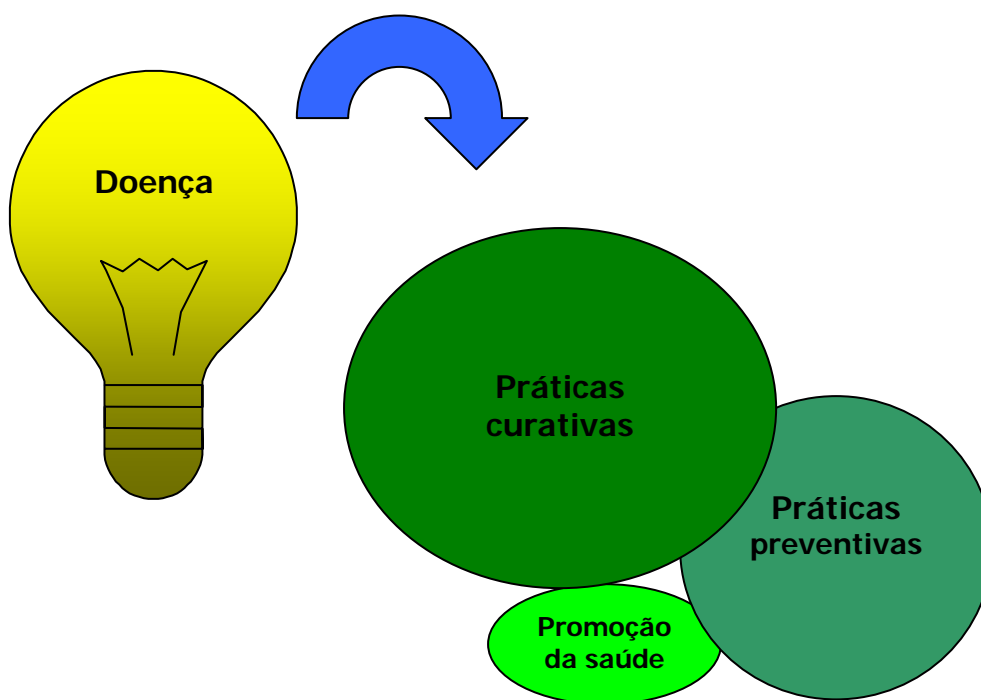 Doença
Práticas
curativas
Práticas
preventivas
Promoção
da saúde